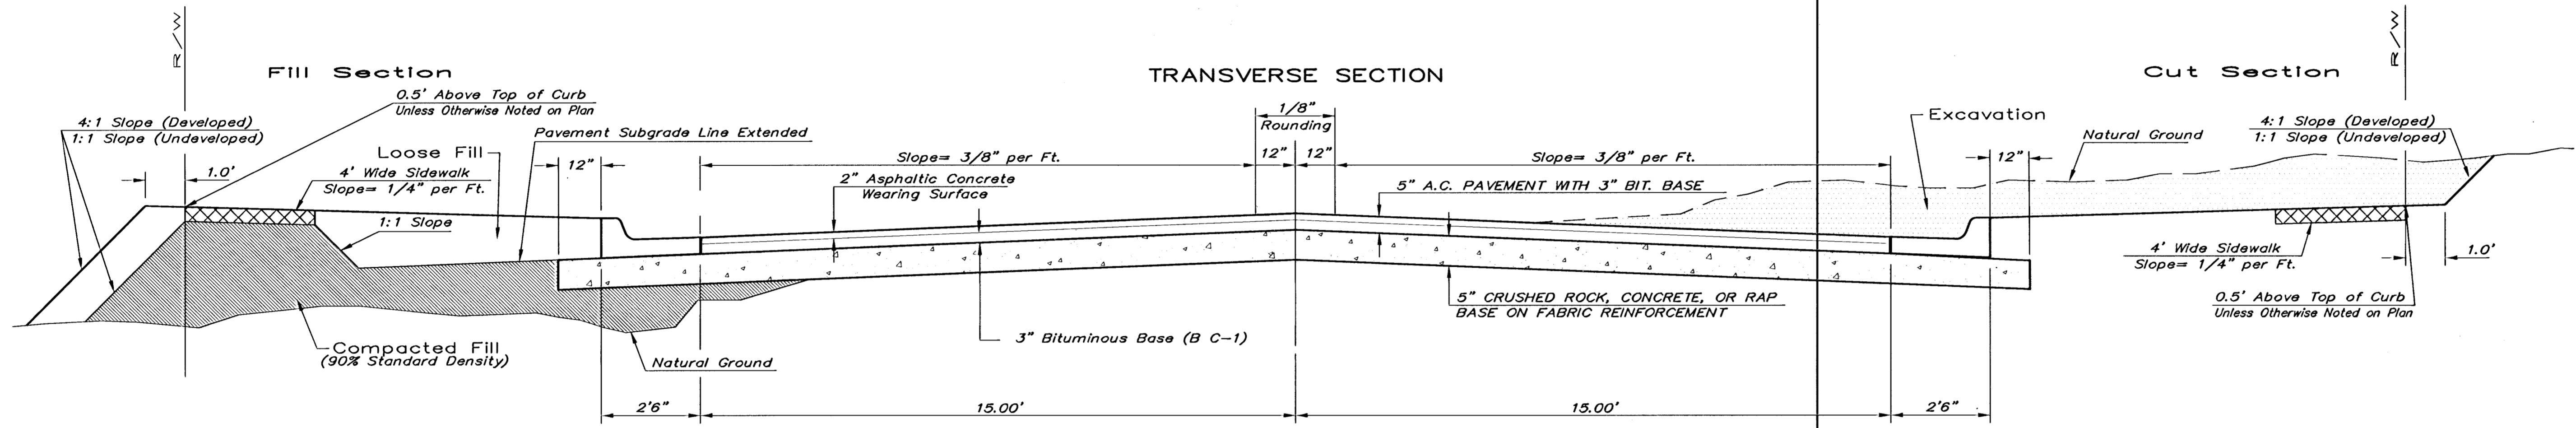 R/W
Fill Section
0.5' Above Top of Curb
Unless Otherwise Noted on Plan
4:1 Slope (Developed)
1:1 Slope (Undeveloped)
Pavement Subgrade Line Extended
Loose Fill
1.0'
4' Wide Sidewalk
Slope= 1/4" per Ft.
1:1 Slope
12"
Compacted Fill
(90% Standard Density)
Natural Ground
TRANSVERSE SECTION
1/8"
Rounding
Slope= 3/8" per Ft.
12"
12"
Slope= 3/8" per Ft.
2" Asphaltic Concrete
Wearing Surface
5" A.C. PAVEMENT WITH 3" BIT. BASE
5" CRUSHED ROCK, CONCRETE, OR RAP
BASE ON FABRIC REINFORCEMENT
3" Bituminous Base (B C-1)
2'6"
15.00'
15.00'
2'6"
R/W
Cut Section
Excavation
Natural Ground
4:1 Slope (Developed)
1:1 Slope (Undeveloped)
12"
4' Wide Sidewalk
Slope= 1/4" per Ft.
1.0'
0.5' Above Top of Curb
Unless Otherwise Noted on Plan